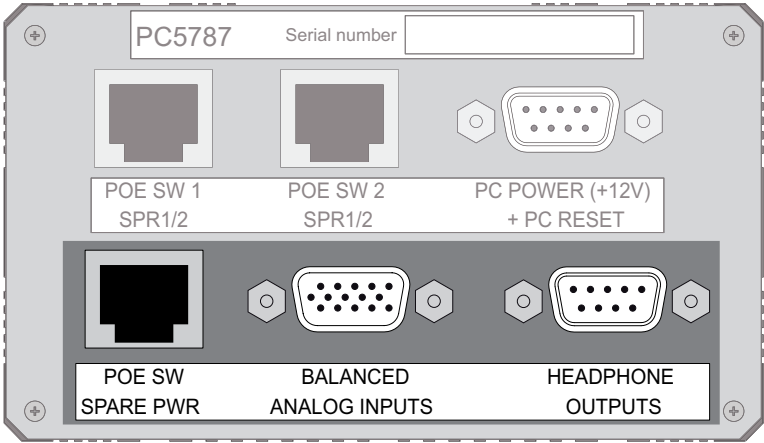 PC5787 Serial number
POE SW 1 POE SW 2 PC POWER (+12V)
SPR1/2 SPR1/2 + PC RESET
POE SW BALANCED HEADPHONE
SPARE PWR ANALOG INPUTS OUTPUTS